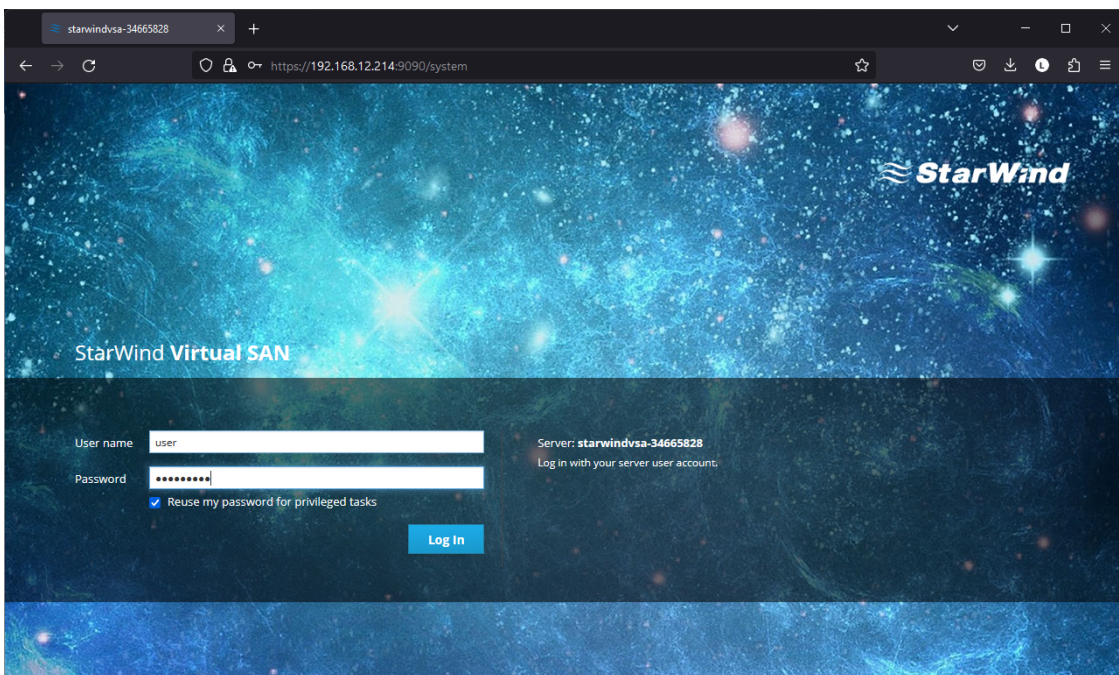 starwindvsa-34665828
https://192.168.12.214:9090/system
L
StarWind
StarWind Virtual SAN
User name user
Password •••••••••
Reuse my password for privileged tasks
Log In
Server: starwindvsa-34665828
Log in with your server user account.